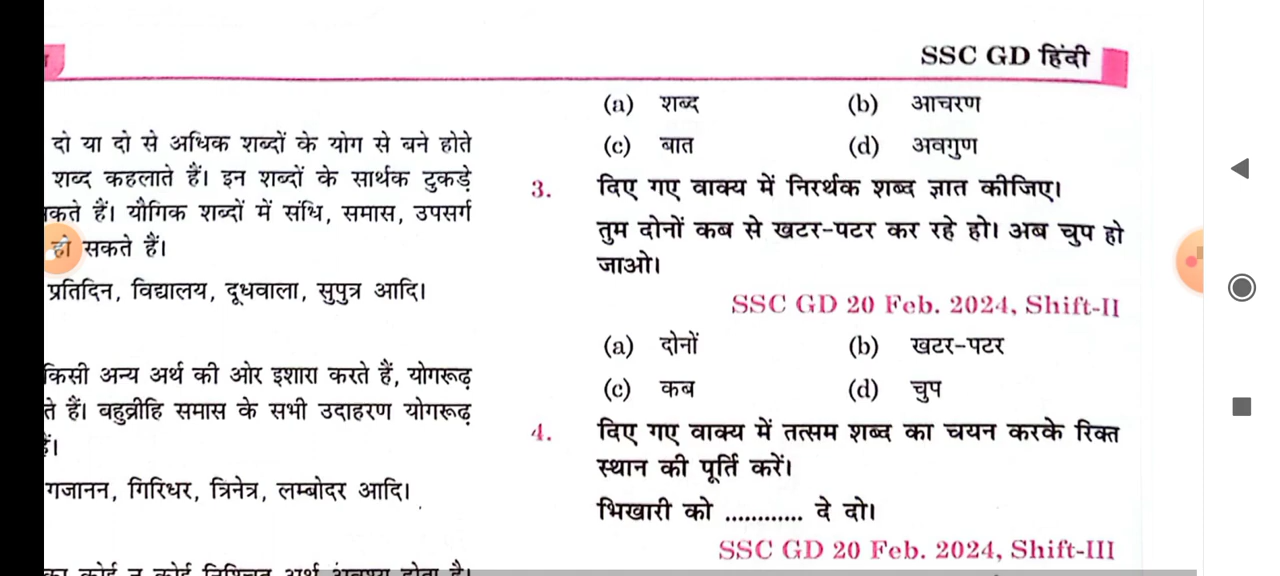 SSC GD हिंदी
दो या दो से अधिक शब्दों के योग से बने होते
शब्द कहलाते हैं। इन शब्दों के सार्थक टुकड़े
कते हैं। यौगिक शब्दों में संधि, समास, उपसर्ग
हो सकते हैं।
प्रतिदिन, विद्यालय, दूधवाला, सुपुत्र आदि।
किसी अन्य अर्थ की ओर इशारा करते हैं, योगरूढ़
ते हैं। बहुव्रीहि समास के सभी उदाहरण योगरूढ़
हैं।
गजानन, गिरिधर, त्रिनेत्र, लम्बोदर आदि।
का कोई न कोई निश्चित अर्थ अवश्य होता है।
(a) शब्द (b) आचरण
(c) बात (d) अवगुण
3. दिए गए वाक्य में निरर्थक शब्द ज्ञात कीजिए।
तुम दोनों कब से खटर-पटर कर रहे हो। अब चुप हो
जाओ।
SSC GD 20 Feb. 2024, Shift-II
(a) दोनों (b) खटर-पटर
(c) कब (d) चुप
4. दिए गए वाक्य में तत्सम शब्द का चयन करके रिक्त
स्थान की पूर्ति करें।
भिखारी को ............ दे दो।
SSC GD 20 Feb. 2024, Shift-III